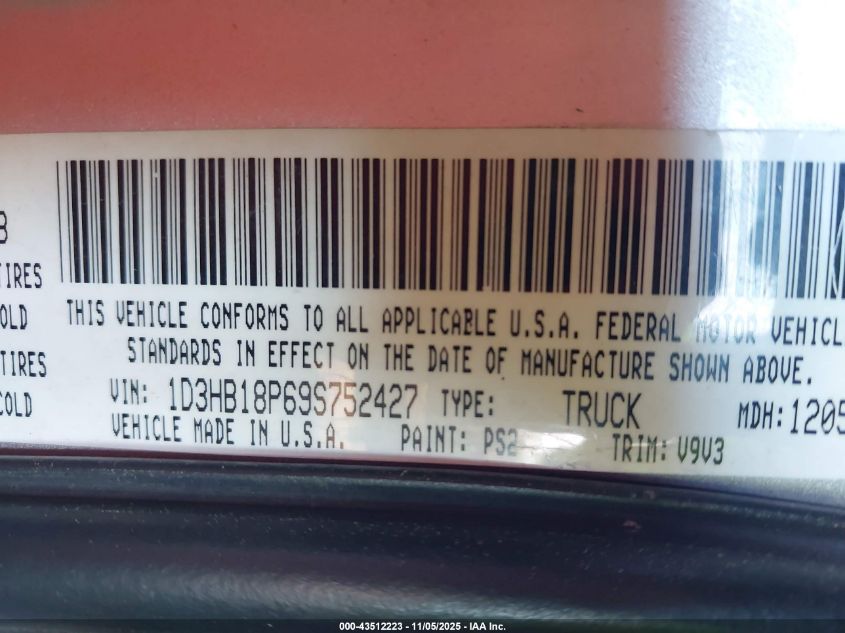 8
TIRES
OLD
THIS VEHICLE CONFORMS TO ALL APPLICABLE U.S.A. FEDERAL MOTOR VEHICL
STANDARDS IN EFFECT ON THE DATE OF MANUFACTURE SHOWN ABOVE.
TIRES
COLD
VIN: 1D3HB18P69S752427 TYPE: TRUCK MDH:1205
VEHICLE MADE IN U.S.A. PAINT: PS2 TRIM: V9V3
000-43512223 - 11/05/2025 - IAA Inc.